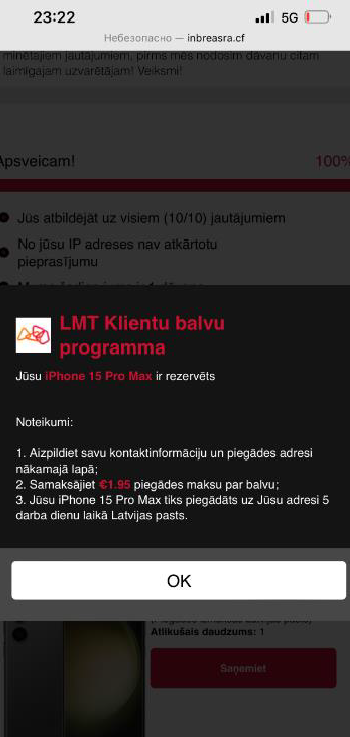 23:22
5G
Небезопасно — inbreasra.cf
minētajiem jautājumiem, pirms mēs nodosim dāvanu citam
laimīgajam uzvarētājam! Veiksmi!
Apsveicam!
100%
Jūs atbildējāt uz visiem (10/10) jautājumiem
No jūsu IP adreses nav atkārtotu
pieprasījumu
LMT Klientu balvu
programma
Jūsu iPhone 15 Pro Max ir rezervēts
Noteikumi:
1. Aizpildiet savu kontaktinformāciju un piegādes adresi
nākamajā lapā;
2. Samaksājiet €1.95 piegādes maksu par balvu;
3. Jūsu iPhone 15 Pro Max tiks piegādāts uz Jūsu adresi 5
darba dienu laikā Latvijas pasts.
OK
Atlikušais daudzums: 1
Saņemiet